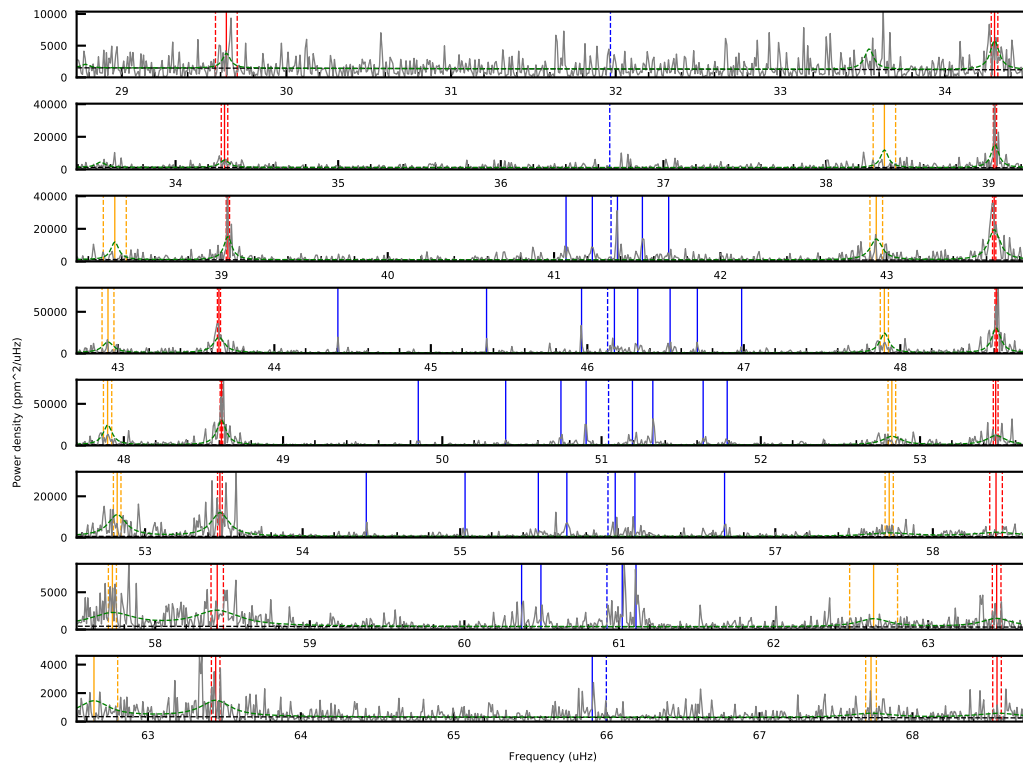 10000
5000
0
29 30 31 32 33 34
40000
20000
0
34 35 36 37 38 39
40000
20000
0
39 40 41 42 43
50000
0
43 44 45 46 47 48
50000
0
48 49 50 51 52 53
20000
0
53 54 55 56 57 58
5000
0
58 59 60 61 62 63
4000
2000
0
63 64 65 66 67 68
Power density (ppm^2/uHz)
Frequency (uHz)